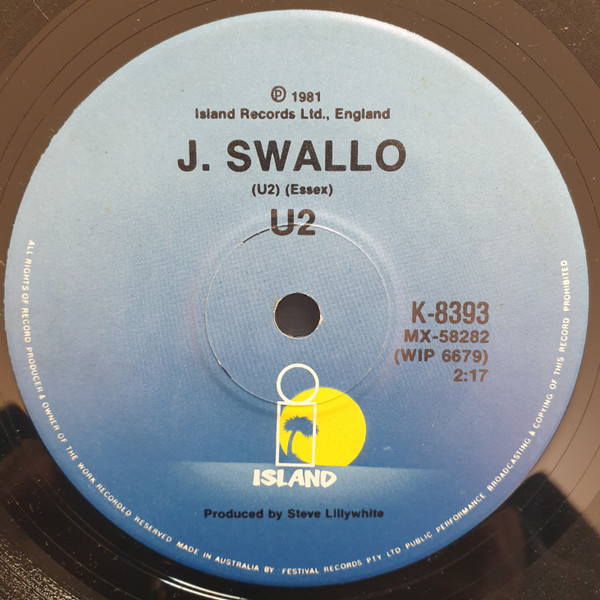 ℗ 1981
Island Records Ltd., England
J. SWALLO
(U2) (Essex)
U2
K-8393
MX-58282
(WIP 6679)
2:17
ISLAND
Produced by Steve Lillywhite
ALL RIGHTS OF RECORD PRODUCER & OWNER OF THE WORK RECORDED RESERVED MADE IN AUSTRALIA BY FESTIVAL RECORDS PTY LTD PUBLIC PERFORMANCE BROADCASTING & COPYING OF THIS RECORD PROHIBITED